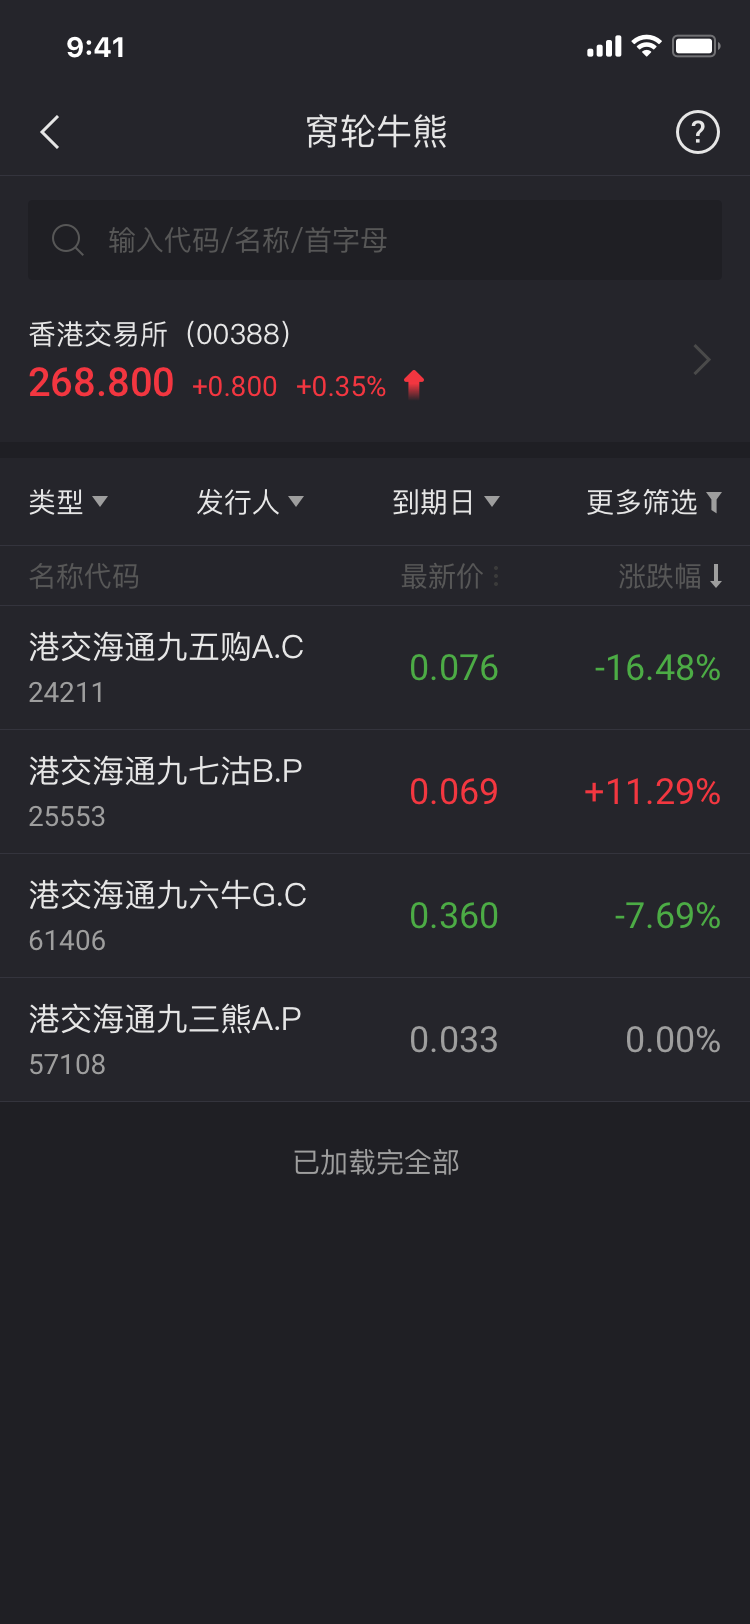 9:41
窝轮牛熊
?
输入代码/名称/首字母
香港交易所（00388）
268.800 +0.800 +0.35%
类型 发行人 到期日 更多筛选
名称代码 最新价 涨跌幅
港交海通九五购A.C
24211
0.076 -16.48%
港交海通九七沽B.P
25553
0.069 +11.29%
港交海通九六牛G.C
61406
0.360 -7.69%
港交海通九三熊A.P
57108
0.033 0.00%
已加载完全部